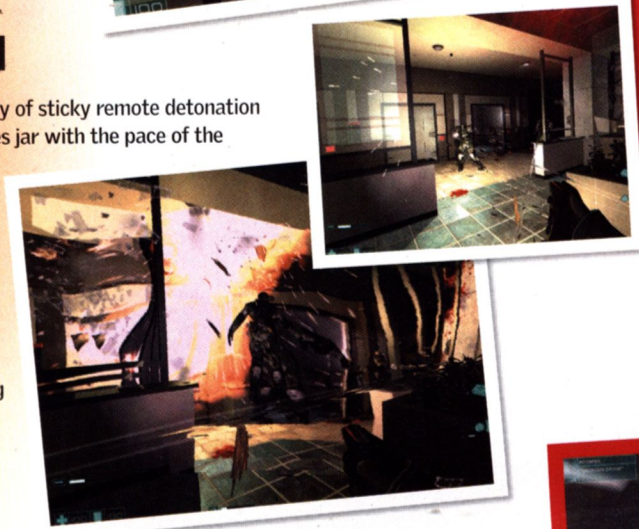 y of sticky remote detonation
s jar with the pace of the
g